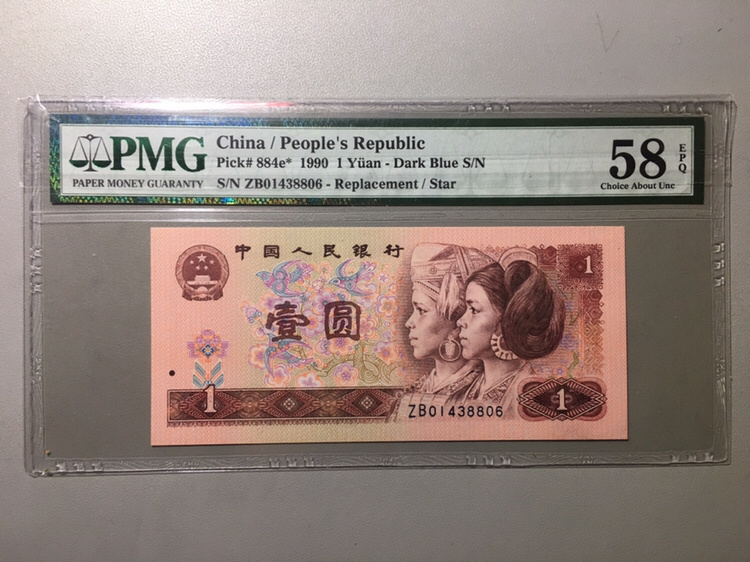 PMG
PAPER MONEY GUARANTY
China / People's Republic
Pick# 884e* 1990 1 Yüan - Dark Blue S/N
S/N ZB01438806 - Replacement / Star
58
EPQ
Choice About Unc
中国人民银行
1
壹圆
1
ZB01438806
1